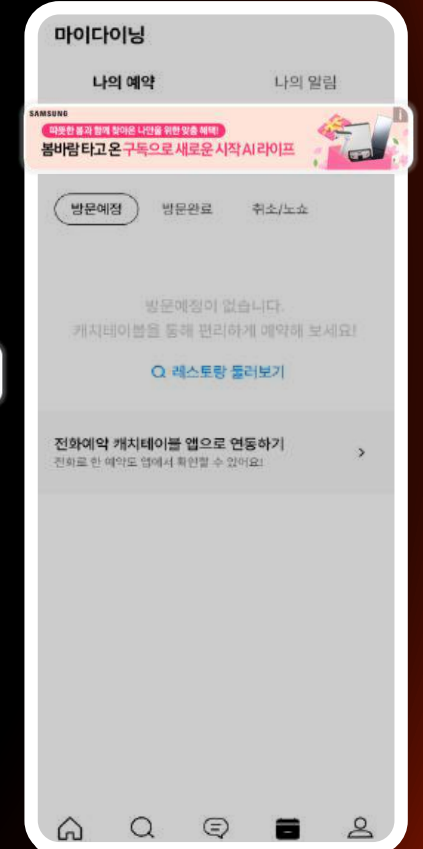 마이다이닝
나의 예약
나의 알림
SAMSUNG
따뜻한 봄과 함께 찾아온 나만을 위한 맞춤 혜택!
봄바람 타고 온 구독으로 새로운 시작 AI 라이프
방문예정
방문완료
취소/노쇼
방문예정이 없습니다.
캐치테이블을 통해 편리하게 예약해 보세요!
레스토랑 둘러보기
전화예약 캐치테이블 앱으로 연동하기
전화로 한 예약도 앱에서 확인할 수 있어요!